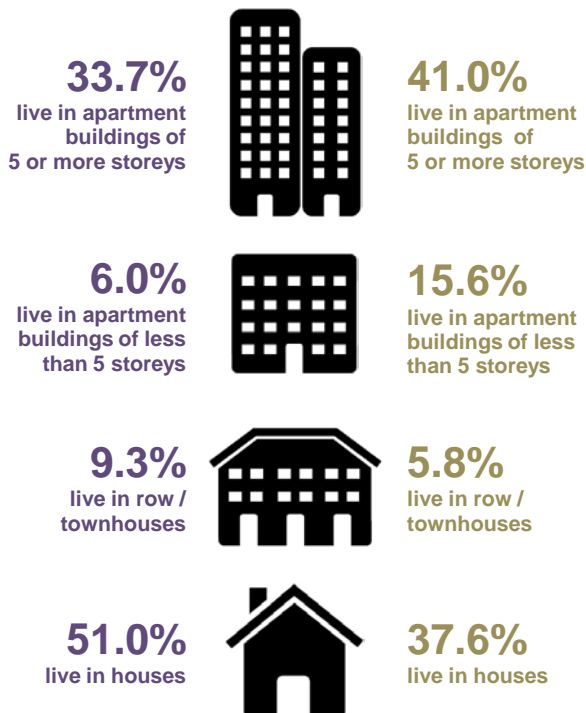 33.7%
live in apartment
buildings of
5 or more storeys
41.0%
live in apartment
buildings of
5 or more storeys
6.0%
live in apartment
buildings of less
than 5 storeys
15.6%
live in apartment
buildings of less
than 5 storeys
9.3%
live in row /
townhouses
5.8%
live in row /
townhouses
51.0%
live in houses
37.6%
live in houses